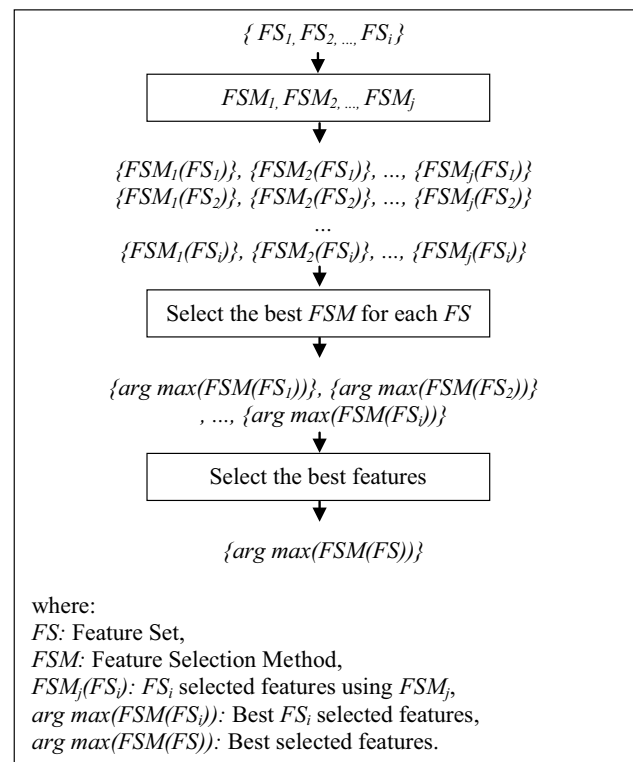 { FS1, FS2, ..., FSi}
FSM1, FSM2, ..., FSMj
{FSM1(FS1)}, {FSM2(FS1)}, ..., {FSMj(FS1)}
{FSM1(FS2)}, {FSM2(FS2)}, ..., {FSMj(FS2)}
...
{FSM1(FSi)}, {FSM2(FSi)}, ..., {FSMj(FSi)}
Select the best FSM for each FS
{arg max(FSM(FS1))}, {arg max(FSM(FS2))}
, ..., {arg max(FSM(FSi))}
Select the best features
{arg max(FSM(FS))}
where:
FS: Feature Set,
FSM: Feature Selection Method,
FSMj(FSi): FSi selected features using FSMj,
arg max(FSM(FSi)): Best FSi selected features,
arg max(FSM(FS)): Best selected features.